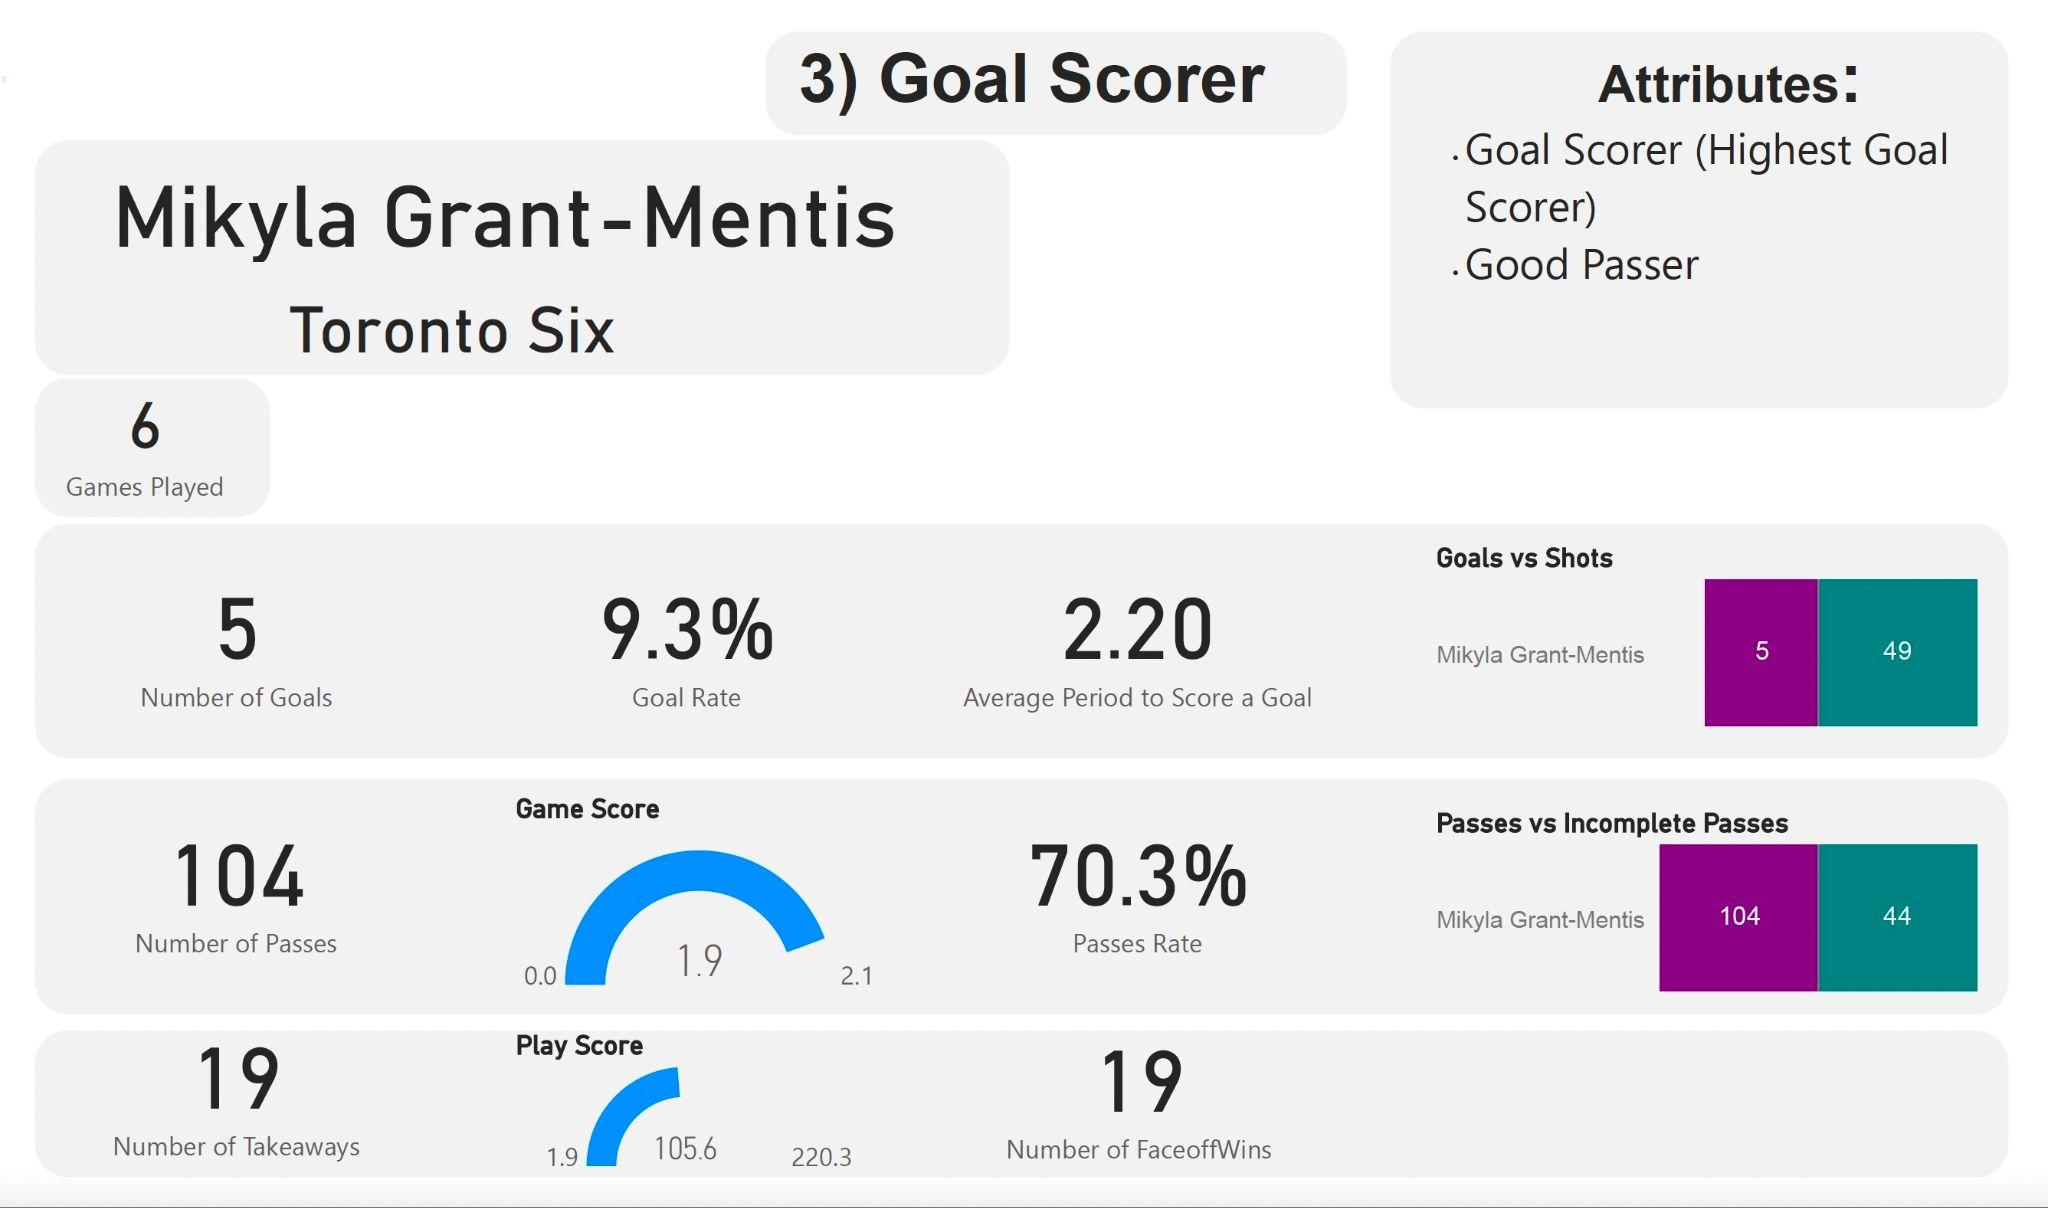 3) Goal Scorer
Attributes:
. Goal Scorer (Highest Goal
Scorer)
. Good Passer
Mikyla Grant-Mentis
Toronto Six
6
Games Played
5
Number of Goals
9.3%
Goal Rate
2.20
Average Period to Score a Goal
Goals vs Shots
Mikyla Grant-Mentis
5
49
104
Number of Passes
Game Score
0.0
1.9
2.1
70.3%
Passes Rate
Passes vs Incomplete Passes
Mikyla Grant-Mentis
104
44
19
Number of Takeaways
Play Score
1.9
105.6
220.3
19
Number of FaceoffWins